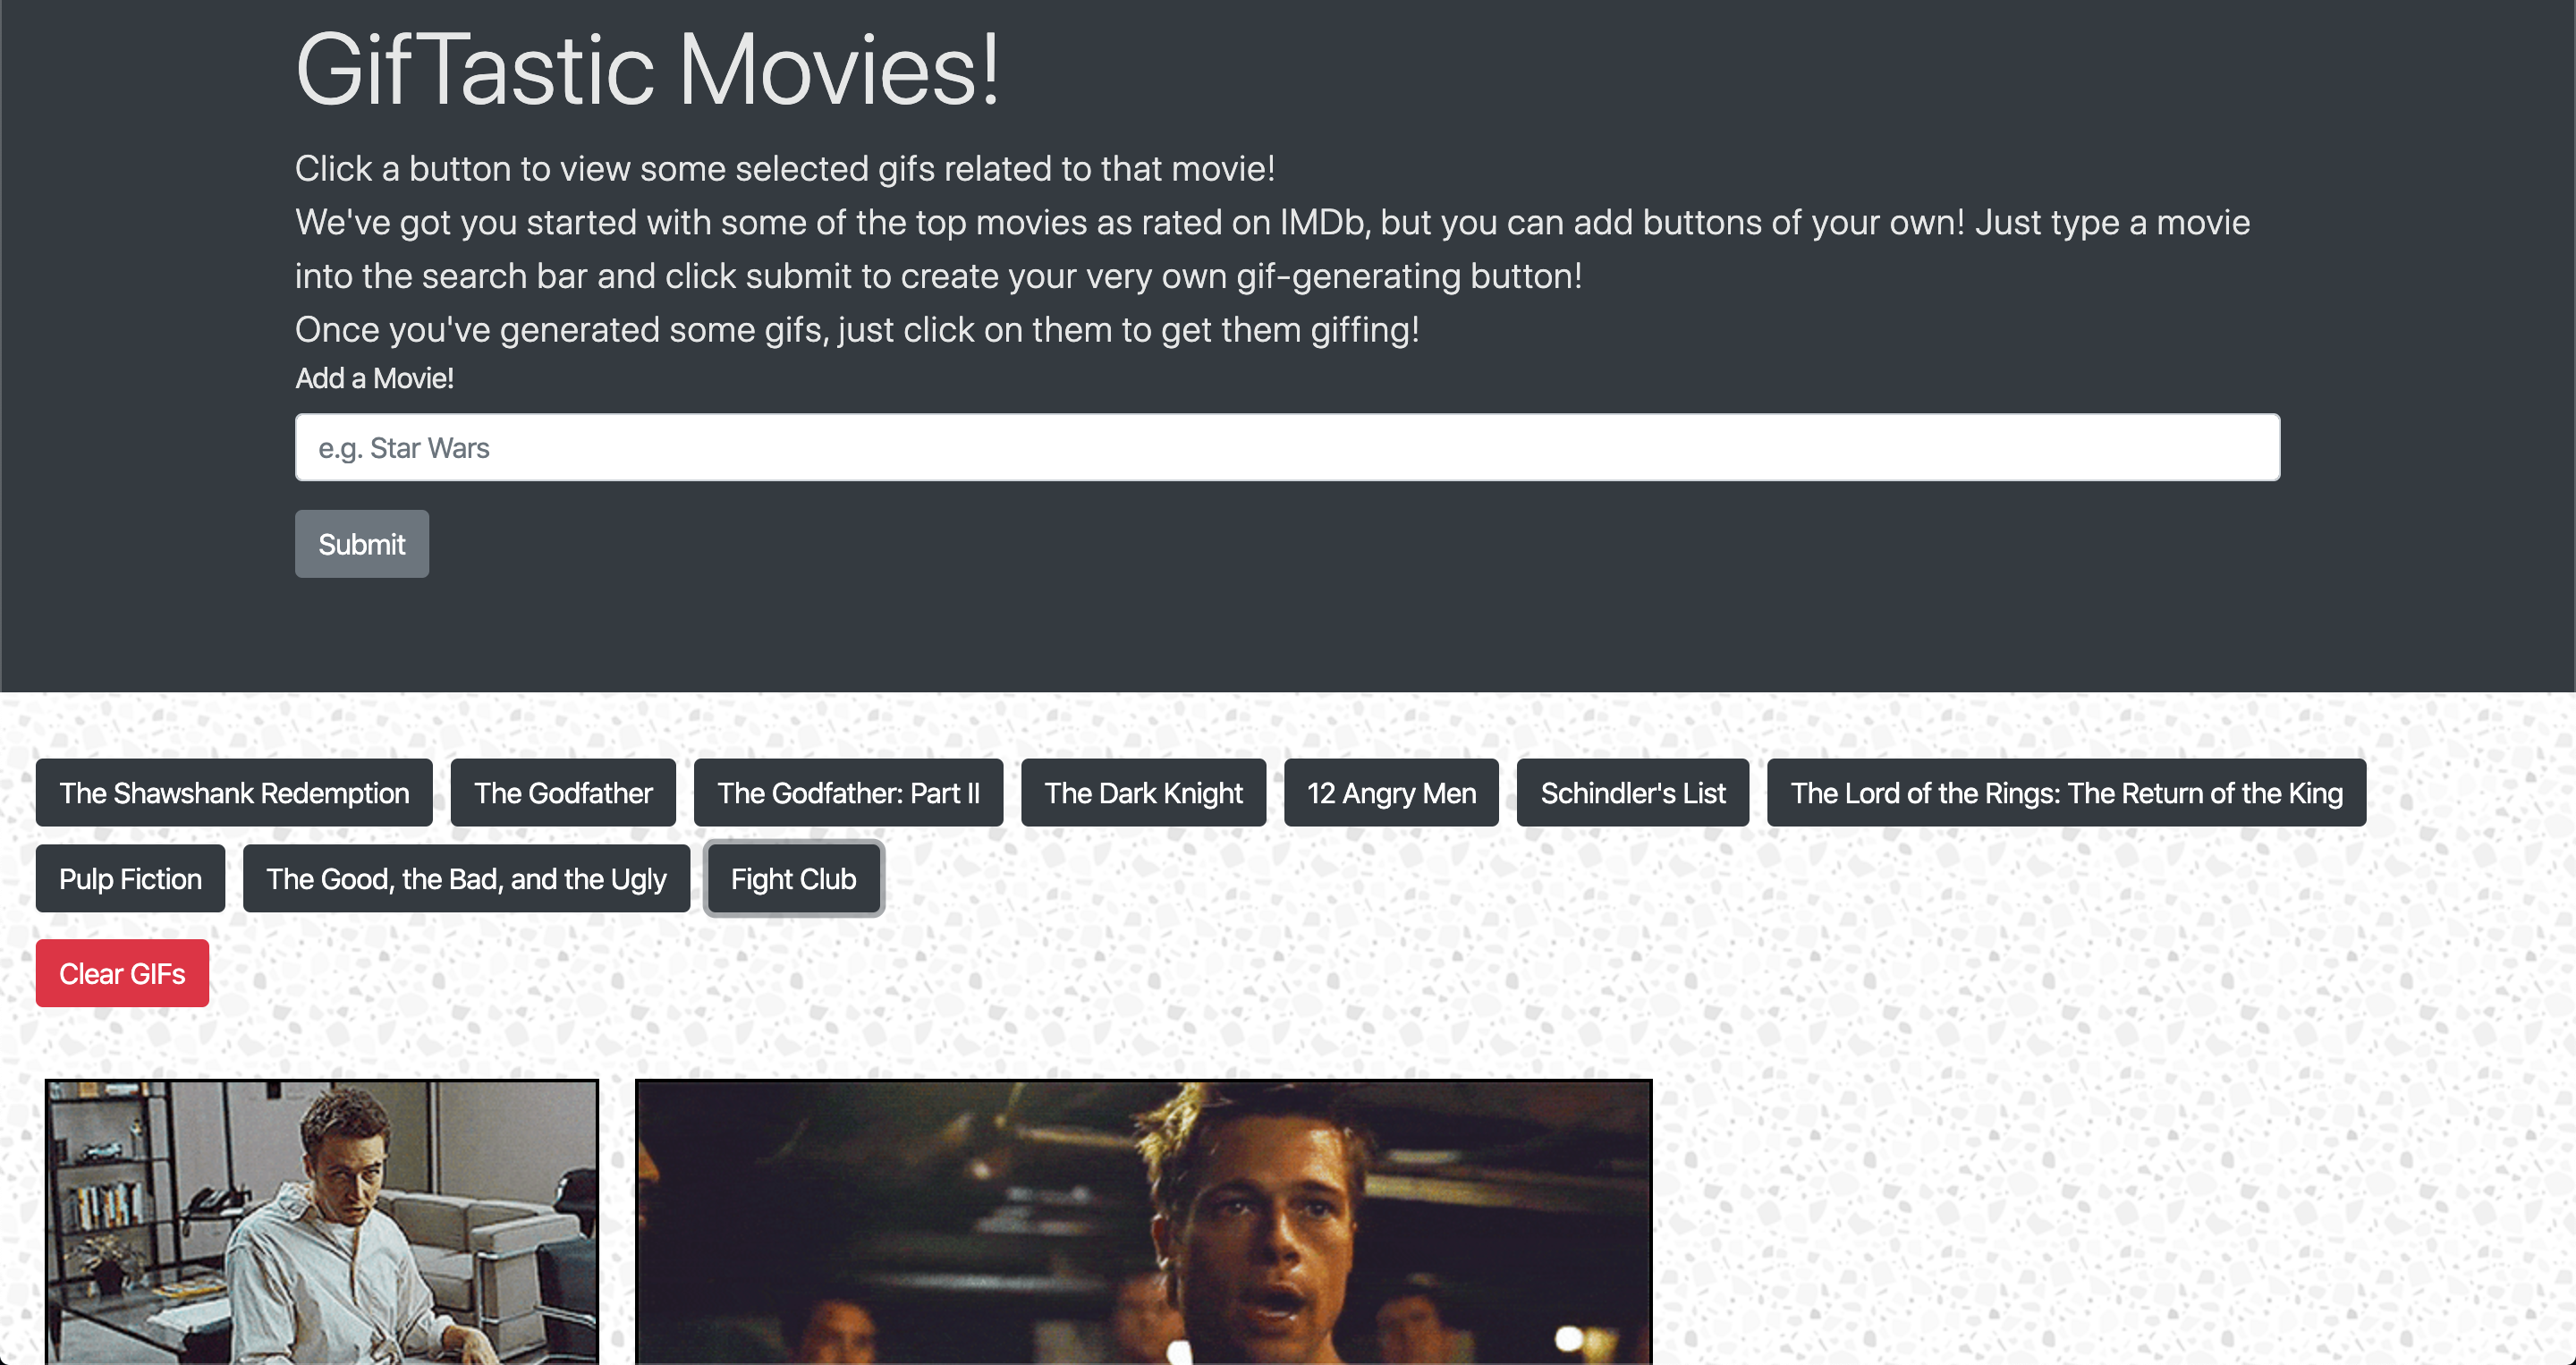 GifTastic Movies!
Click a button to view some selected gifs related to that movie!
We've got you started with some of the top movies as rated on IMDb, but you can add buttons of your own! Just type a movie
into the search bar and click submit to create your very own gif-generating button!
Once you've generated some gifs, just click on them to get them giffing!
Add a Movie!
e.g. Star Wars
Submit
The Shawshank Redemption The Godfather The Godfather: Part II The Dark Knight 12 Angry Men Schindler's List The Lord of the Rings: The Return of the King
Pulp Fiction The Good, the Bad, and the Ugly Fight Club
Clear GIFs